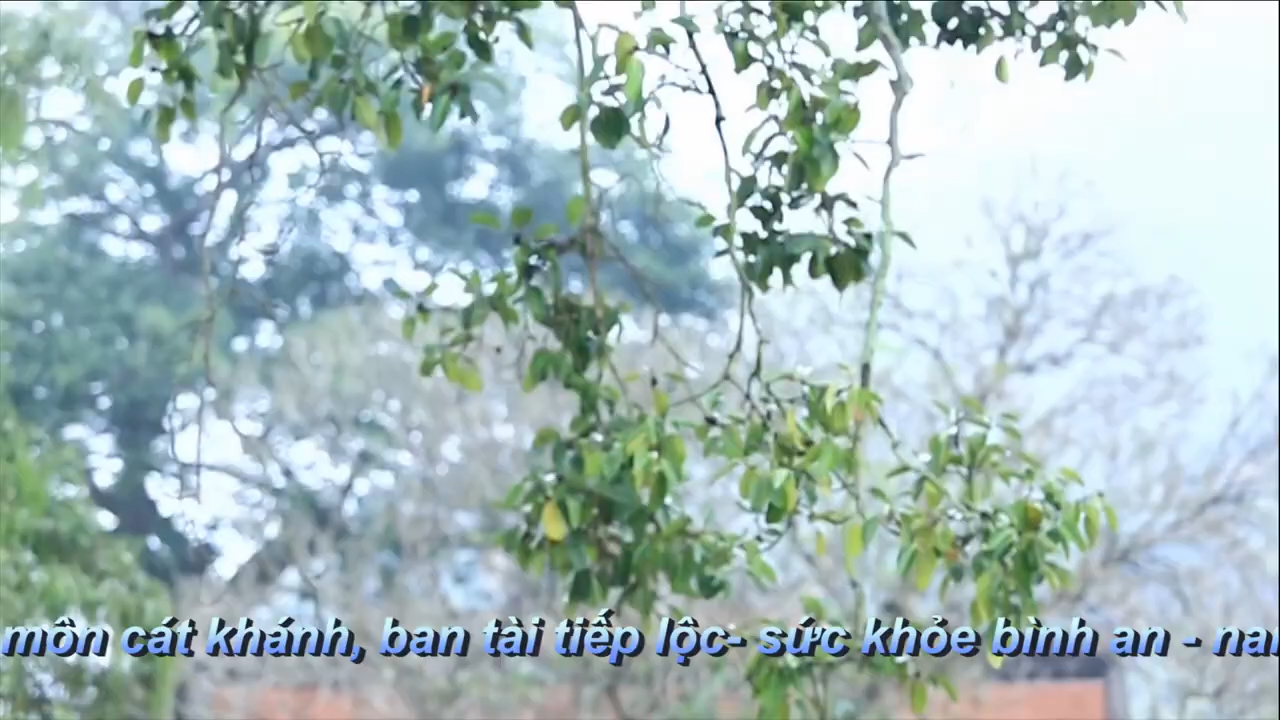 môn cát khánh, ban tài tiếp lộc- sức khỏe bình an -